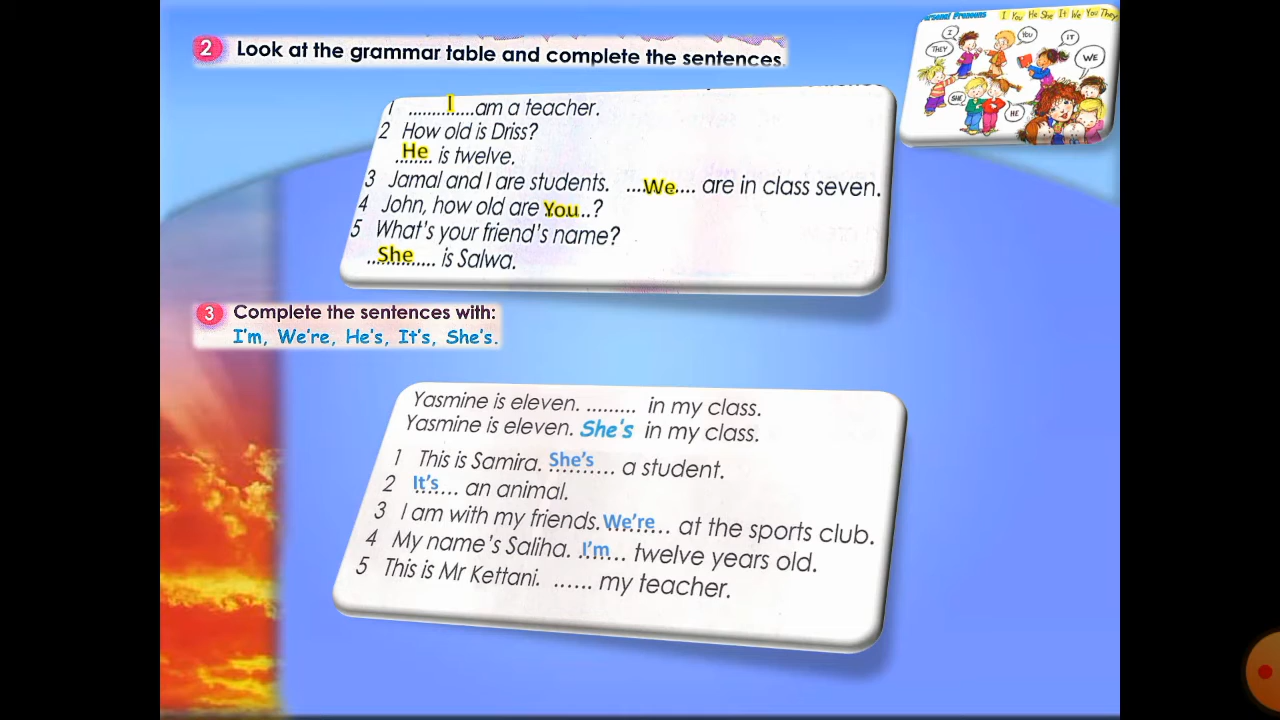 Personal Pronouns I You He She It We You They
I
YOU
IT
THEY
WE
SHE
HE
2 Look at the grammar table and complete the sentences.
1 .............I.....am a teacher.
2 How old is Driss?
He........ is twelve.
3 Jamal and I are students. ....We.... are in class seven.
4 John, how old are You..?
5 What's your friend's name?
..She.......... is Salwa.
3 Complete the sentences with:
I'm, We're, He's, It's, She's.
Yasmine is eleven. ......... in my class.
Yasmine is eleven. She's in my class.
1 This is Samira. She's.......... a student.
2 It's....... an animal.
3 I am with my friends. We're.......... at the sports club.
4 My name's Saliha. I'm....... twelve years old.
5 This is Mr Kettani. ...... my teacher.